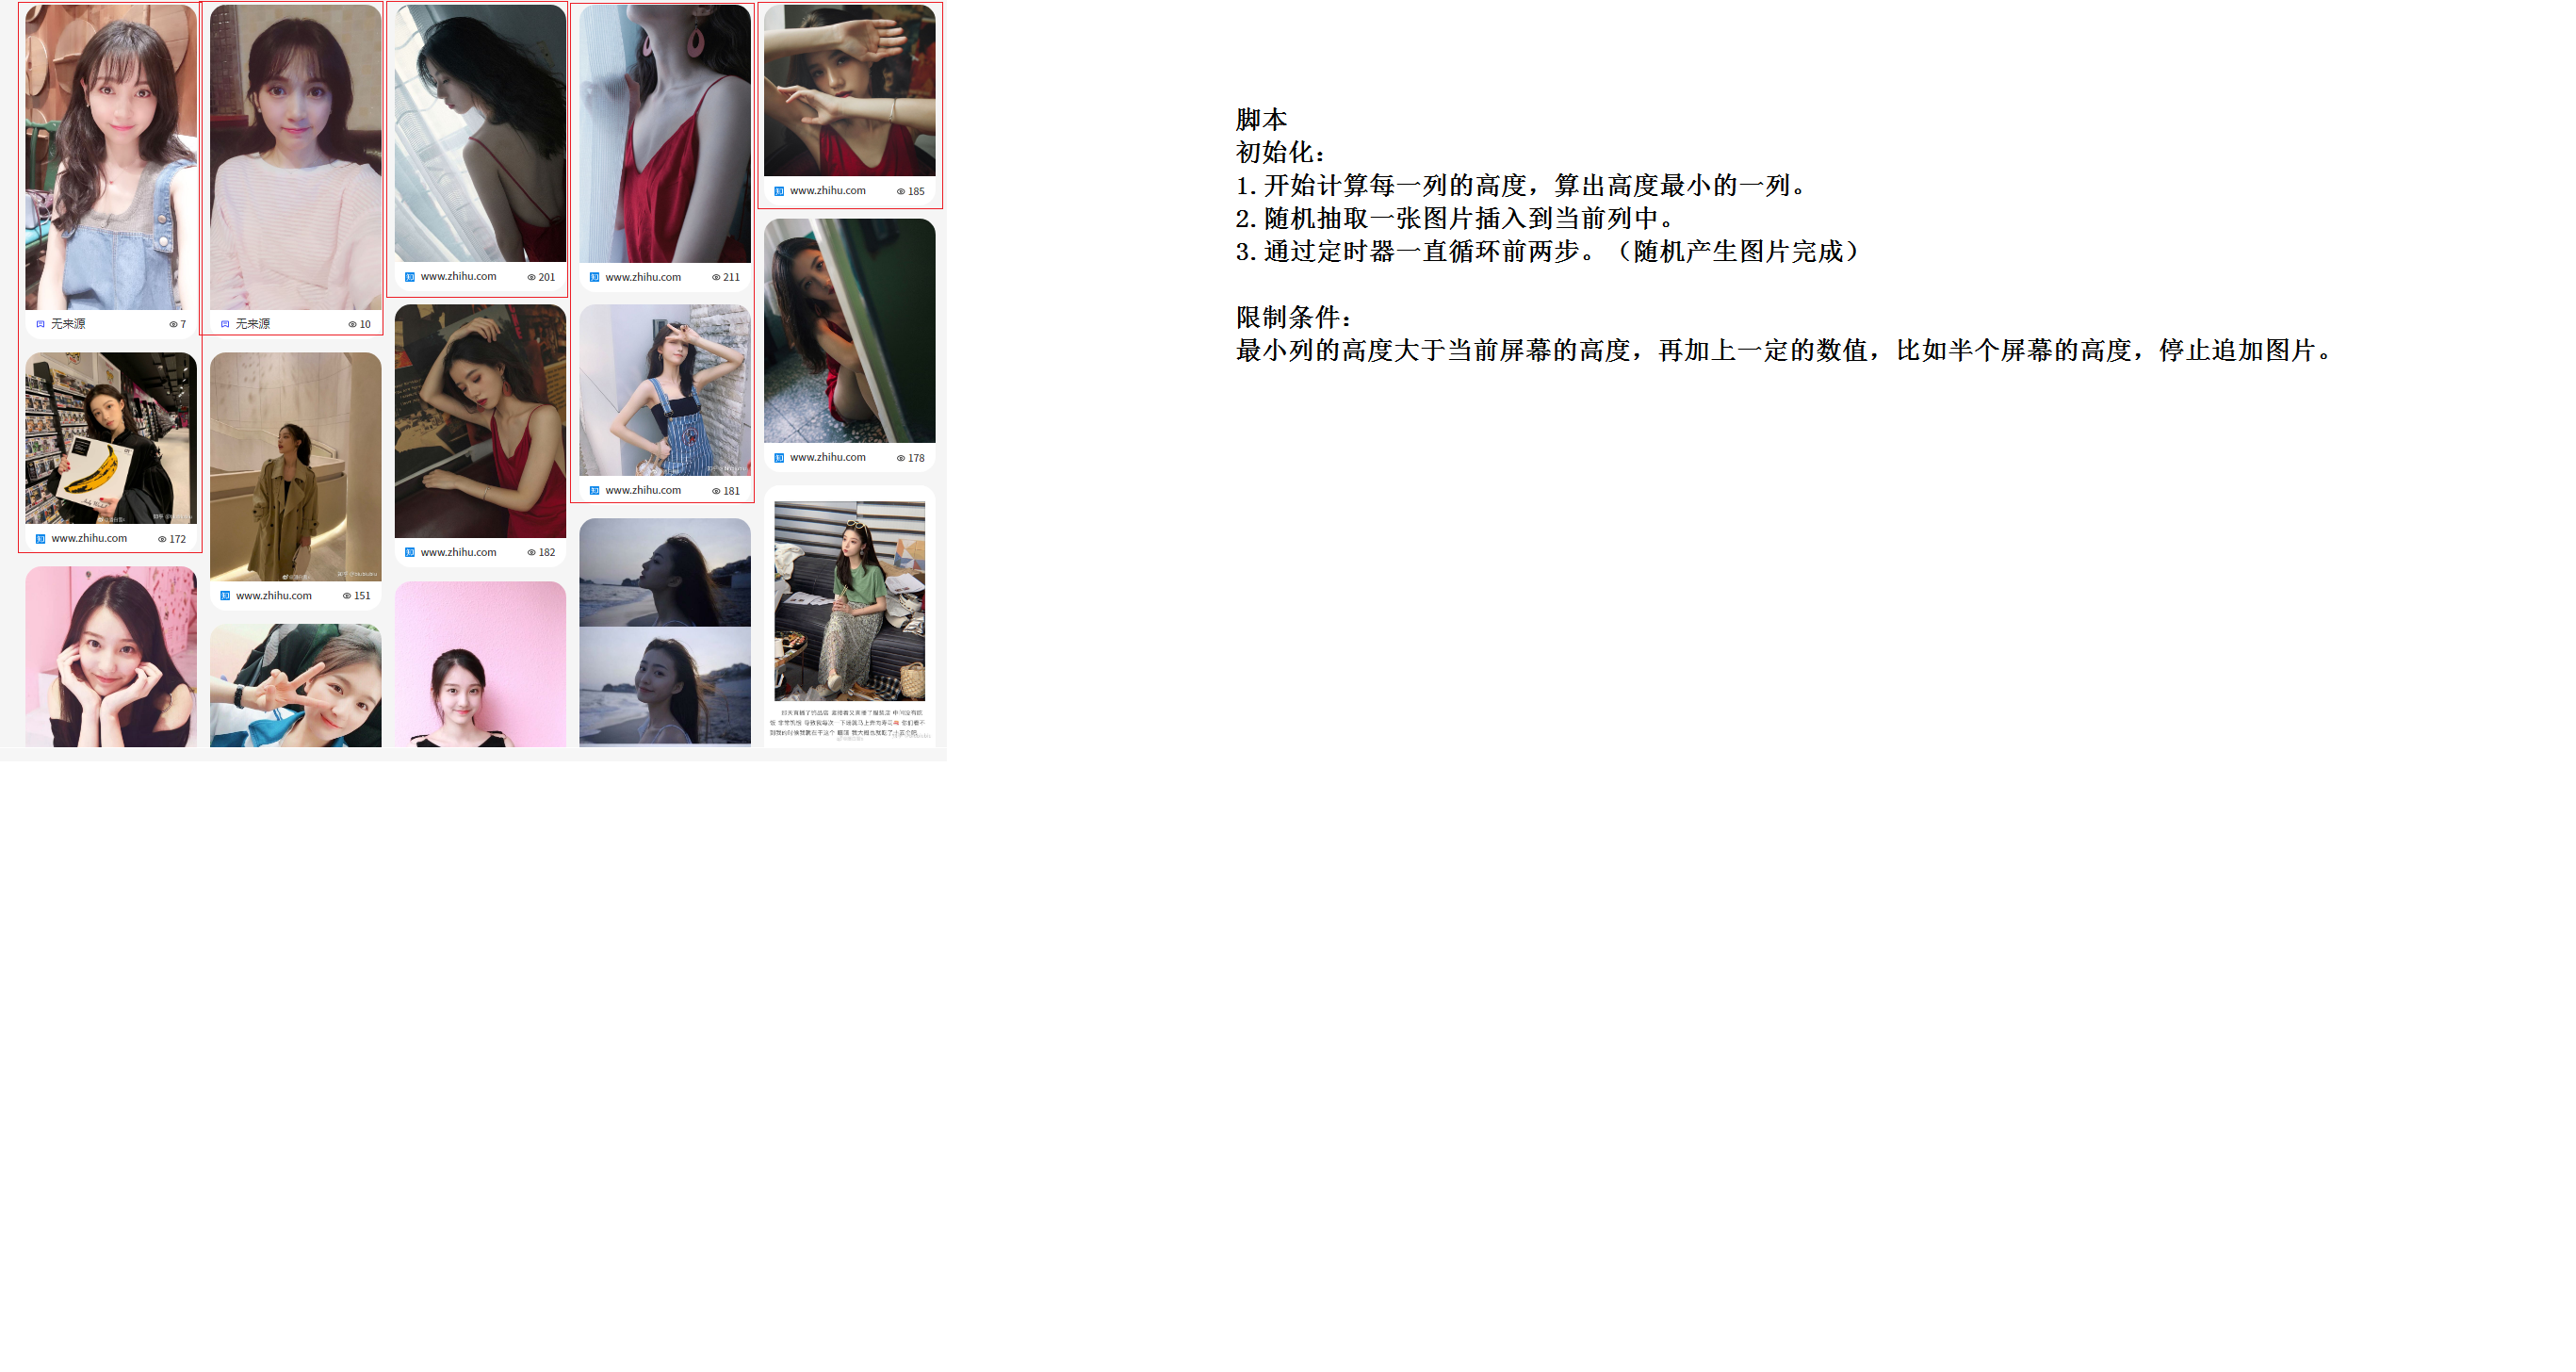 无来源 7
无来源 10
www.zhihu.com 201
www.zhihu.com 211
www.zhihu.com 185
www.zhihu.com 172
www.zhihu.com 151
www.zhihu.com 182
www.zhihu.com 181
www.zhihu.com 178
脚本
初始化：
1.开始计算每一列的高度，算出高度最小的一列。
2.随机抽取一张图片插入到当前列中。
3.通过定时器一直循环前两步。（随机产生图片完成）
限制条件：
最小列的高度大于当前屏幕的高度，再加上一定的数值，比如半个屏幕的高度，停止追加图片。